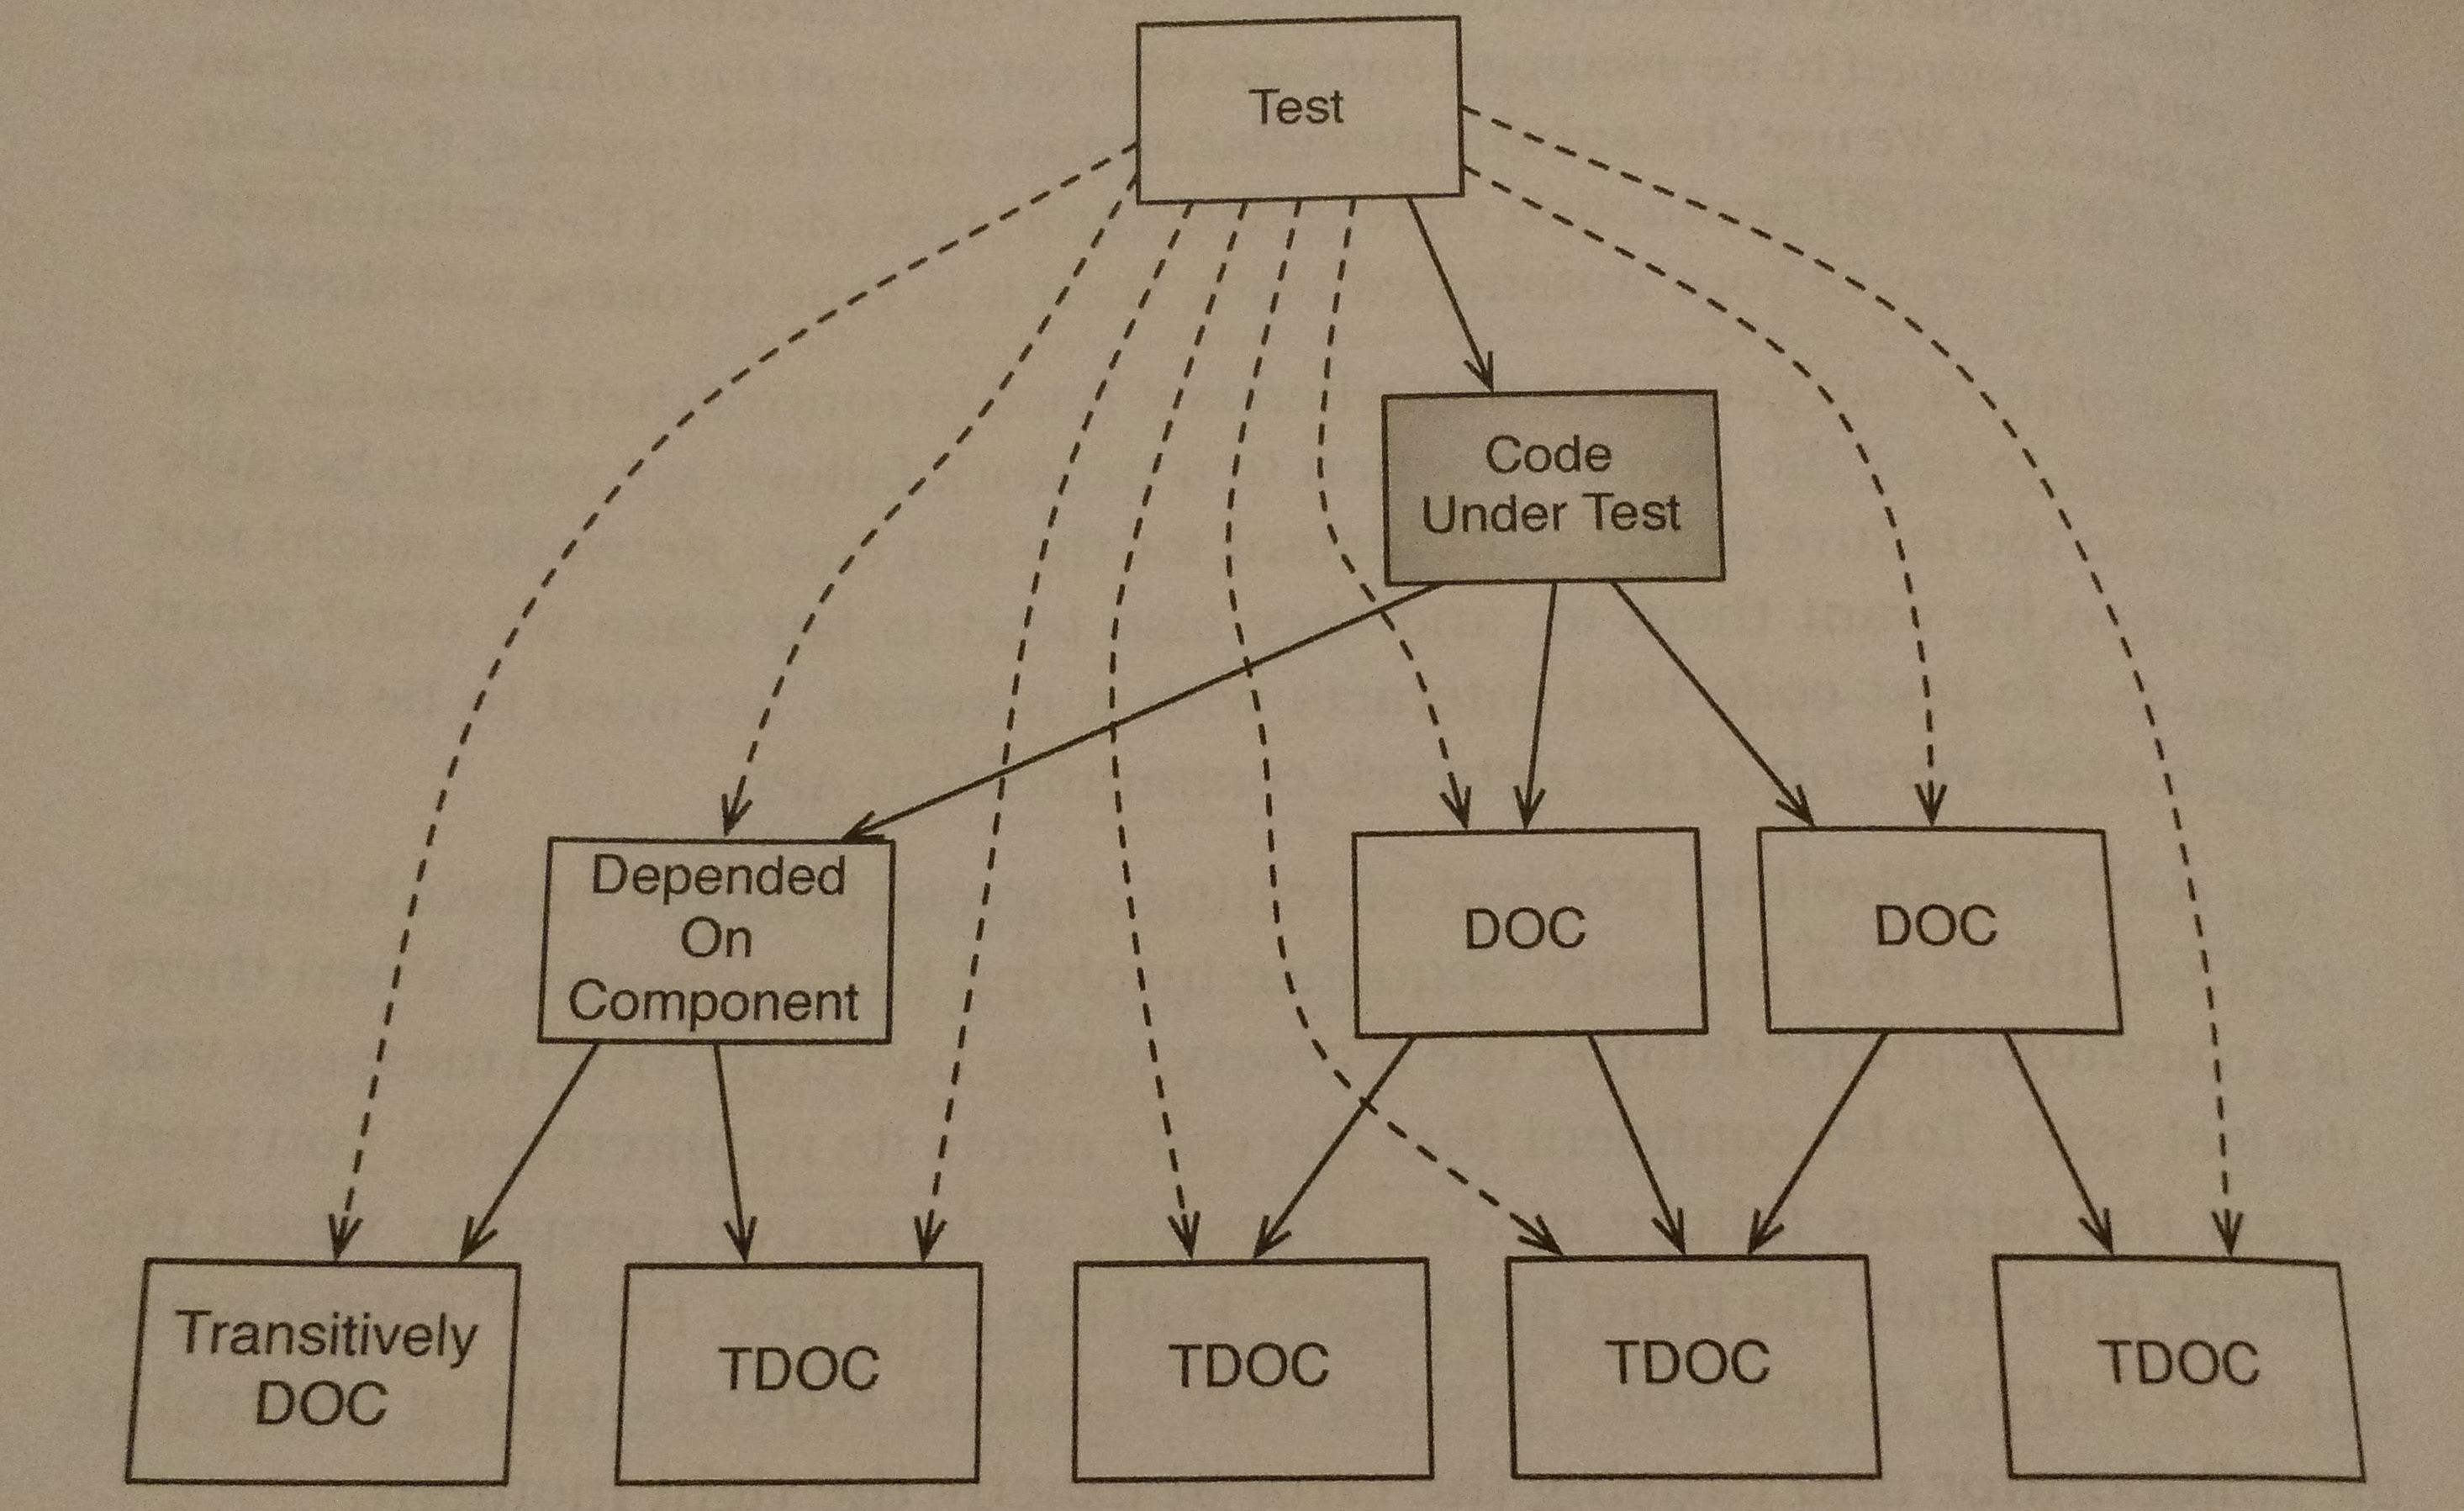 Test
Code
Under Test
Depended
On
Component
DOC
DOC
Transitively
DOC
TDOC
TDOC
TDOC
TDOC